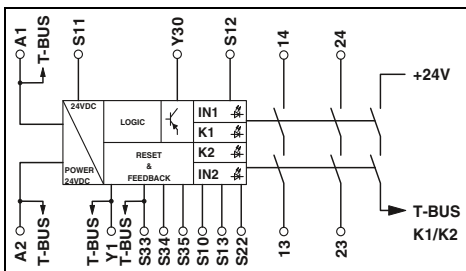 A1
T-BUS
S11
Y30
S12
14
24
+24V
24VDC
LOGIC
IN1
K1
K2
IN2
POWER
24VDC
RESET
&
FEEDBACK
A2
T-BUS
T-BUS
Y1
T-BUS
S33
S34
S35
S10
S13
S22
13
23
T-BUS
K1/K2